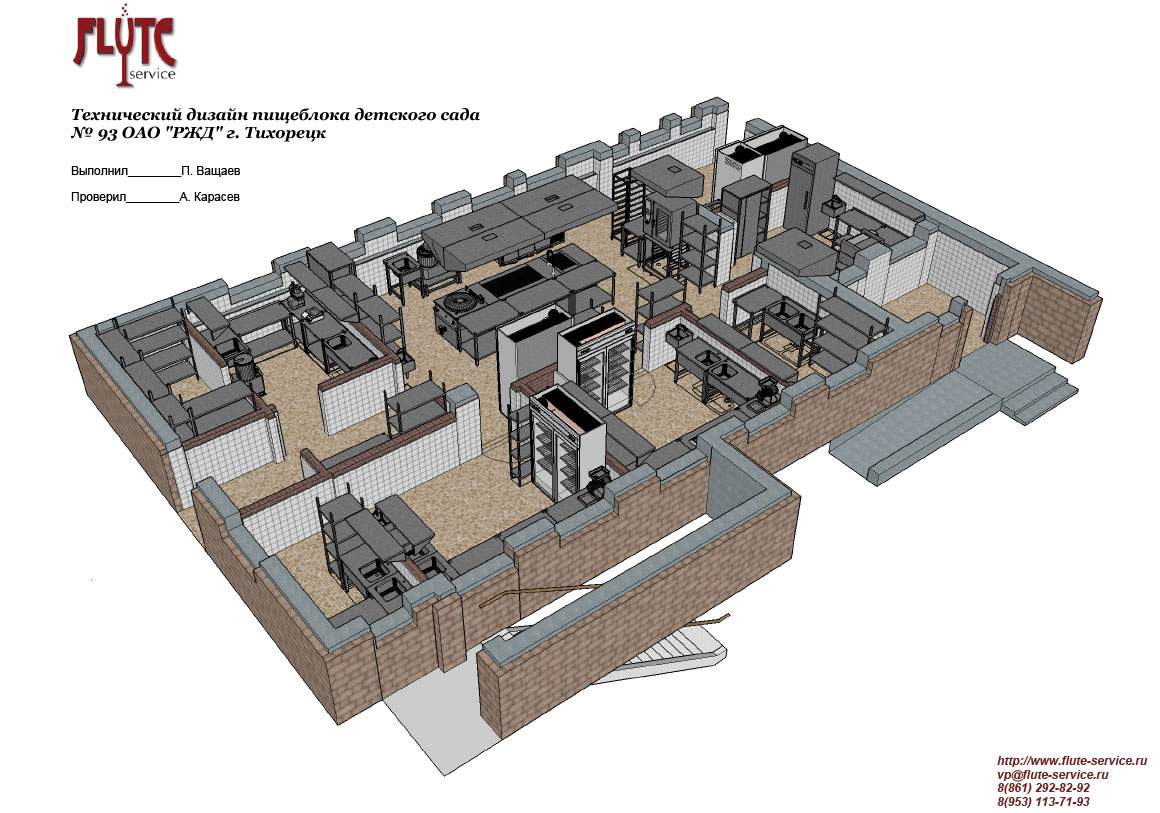 FLUTE
service
Технический дизайн пищеблока детского сада
№ 93 ОАО "РЖД" г. Тихорецк
Выполнил________П. Ващаев
Проверил________А. Карасев
http://www.flute-service.ru
vp@flute-service.ru
8(861) 292-82-92
8(953) 113-71-93